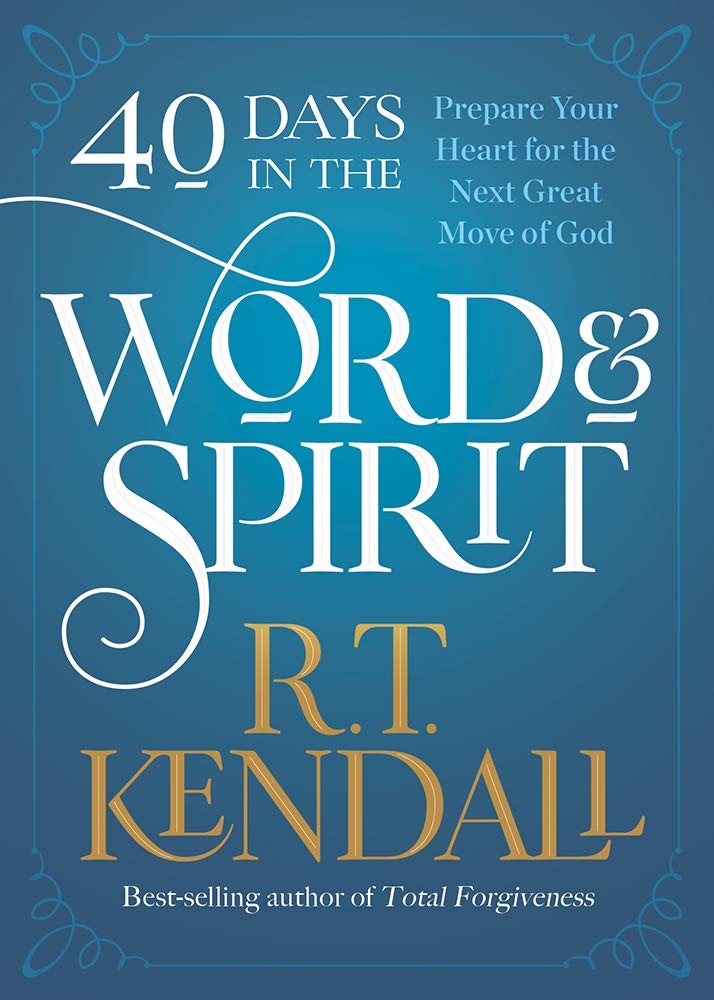 40 DAYS
IN THE
Prepare Your
Heart for the
Next Great
Move of God
WORD &
SPIRIT
R.T.
KENDALL
Best-selling author of Total Forgiveness